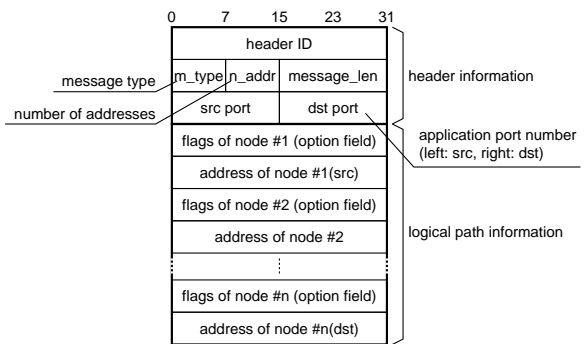 0 7 15 23 31
header ID
message type
m_type n_addr message_len
header information
number of addresses
src port dst port
flags of node #1 (option field)
application port number
(left: src, right: dst)
address of node #1(src)
flags of node #2 (option field)
address of node #2
logical path information
flags of node #n (option field)
address of node #n(dst)